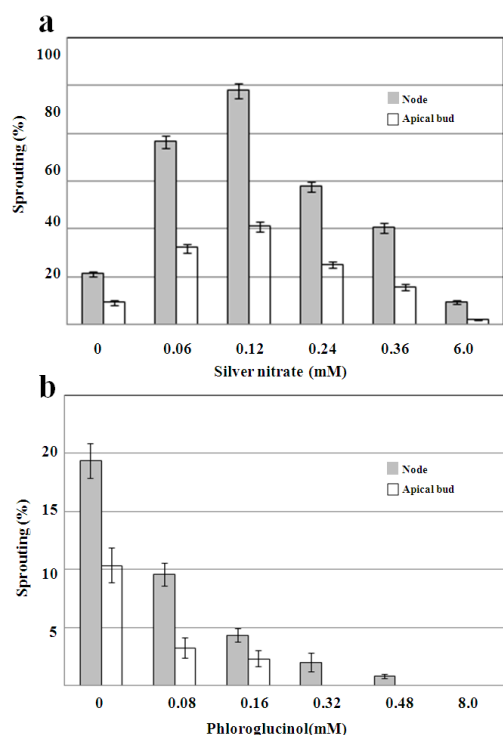 a
100
80
60
40
20
Sprouting (%)
Node
Apical bud
0 0.06 0.12 0.24 0.36 6.0
Silver nitrate (mM)
b
20
15
10
5
Sprouting (%)
Node
Apical bud
0 0.08 0.16 0.32 0.48 8.0
Phloroglucinol(mM)